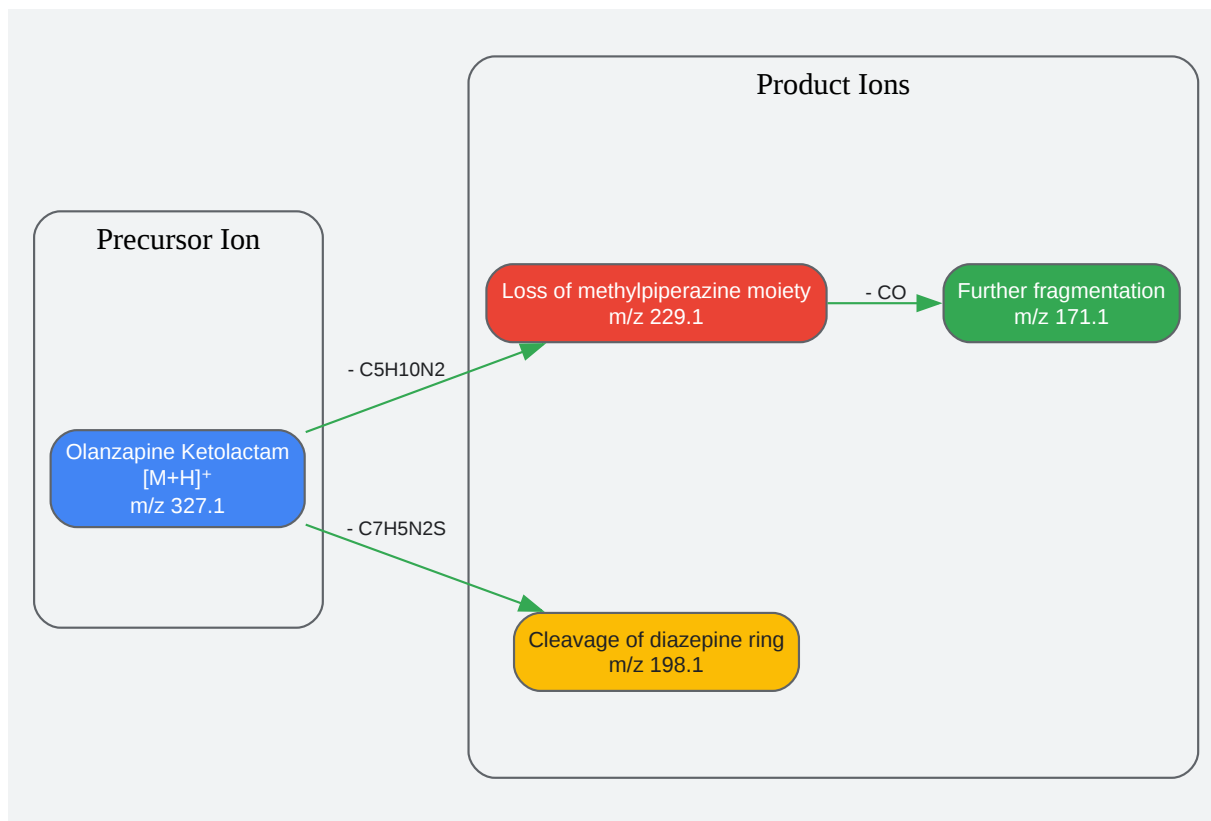 Product Ions
Precursor Ion
Loss of methylpiperazine moiety
m/z 229.1
- CO
Further fragmentation
m/z 171.1
- C5H10N2
Olanzapine Ketolactam
[M+H]⁺
m/z 327.1
- C7H5N2S
Cleavage of diazepine ring
m/z 198.1